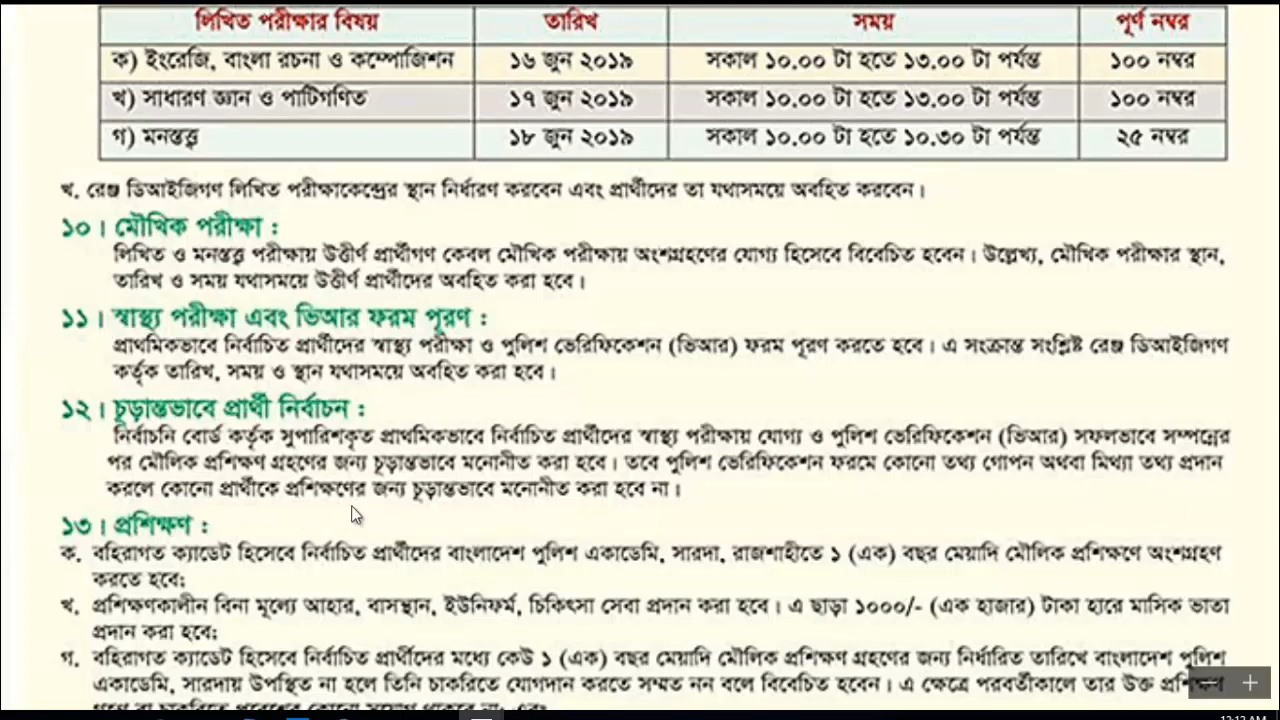 লিখিত পরীক্ষার বিষয় তারিখ সময় পূর্ণ নম্বর
ক) ইংরেজি, বাংলা রচনা ও কম্পোজিশন ১৬ জুন ২০১৯ সকাল ১০.০০ টা হতে ১৩.০০ টা পর্যন্ত ১০০ নম্বর
খ) সাধারণ জ্ঞান ও পাটিগণিত ১৭ জুন ২০১৯ সকাল ১০.০০ টা হতে ১৩.০০ টা পর্যন্ত ১০০ নম্বর
গ) মনস্তত্ত্ব ১৮ জুন ২০১৯ সকাল ১০.০০ টা হতে ১০.৩০ টা পর্যন্ত ২৫ নম্বর
খ. রেঞ্জ ডিআইজিগণ লিখিত পরীক্ষাকেন্দ্রের স্থান নির্ধারণ করবেন এবং প্রার্থীদের তা যথাসময়ে অবহিত করবেন।
১০। মৌখিক পরীক্ষা :
লিখিত ও মনস্তত্ত্ব পরীক্ষায় উত্তীর্ণ প্রার্থীগণ কেবল মৌখিক পরীক্ষায় অংশগ্রহণের যোগ্য হিসেবে বিবেচিত হবেন। উল্লেখ্য, মৌখিক পরীক্ষার স্থান,
তারিখ ও সময় যথাসময়ে উত্তীর্ণ প্রার্থীদের অবহিত করা হবে।
১১। স্বাস্থ্য পরীক্ষা এবং ভিআর ফরম পূরণ :
প্রাথমিকভাবে নির্বাচিত প্রার্থীদের স্বাস্থ্য পরীক্ষা ও পুলিশ ভেরিফিকেশন (ভিআর) ফরম পূরণ করতে হবে। এ সংক্রান্ত সংশ্লিষ্ট রেঞ্জ ডিআইজিগণ
কর্তৃক তারিখ, সময় ও স্থান যথাসময়ে অবহিত করা হবে।
১২। চূড়ান্তভাবে প্রার্থী নির্বাচন :
নির্বাচনি বোর্ড কর্তৃক সুপারিশকৃত প্রাথমিকভাবে নির্বাচিত প্রার্থীদের স্বাস্থ্য পরীক্ষায় যোগ্য ও পুলিশ ভেরিফিকেশন (ভিআর) সফলভাবে সম্পন্নের
পর মৌলিক প্রশিক্ষণ গ্রহণের জন্য চূড়ান্তভাবে মনোনীত করা হবে। তবে পুলিশ ভেরিফিকেশন ফরমে কোনো তথ্য গোপন অথবা মিথ্যা তথ্য প্রদান
করলে কোনো প্রার্থীকে প্রশিক্ষণের জন্য চূড়ান্তভাবে মনোনীত করা হবে না।
১৩। প্রশিক্ষণ :
ক. বহিরাগত ক্যাডেট হিসেবে নির্বাচিত প্রার্থীদের বাংলাদেশ পুলিশ একাডেমি, সারদা, রাজশাহীতে ১ (এক) বছর মেয়াদি মৌলিক প্রশিক্ষণে অংশগ্রহণ
করতে হবে;
খ. প্রশিক্ষণকালীন বিনা মূল্যে আহার, বাসস্থান, ইউনিফর্ম, চিকিৎসা সেবা প্রদান করা হবে। এ ছাড়া ১০০০/- (এক হাজার) টাকা হারে মাসিক ভাতা
প্রদান করা হবে;
গ. বহিরাগত ক্যাডেট হিসেবে নির্বাচিত প্রার্থীদের মধ্যে কেউ ১ (এক) বছর মেয়াদি মৌলিক প্রশিক্ষণ গ্রহণের জন্য নির্ধারিত তারিখে বাংলাদেশ পুলিশ
একাডেমি, সারদায় উপস্থিত না হলে তিনি চাকরিতে যোগদান করতে সম্মত নন বলে বিবেচিত হবেন। এ ক্ষেত্রে পরবর্তীকালে তার উক্ত প্রশিক্ষণ